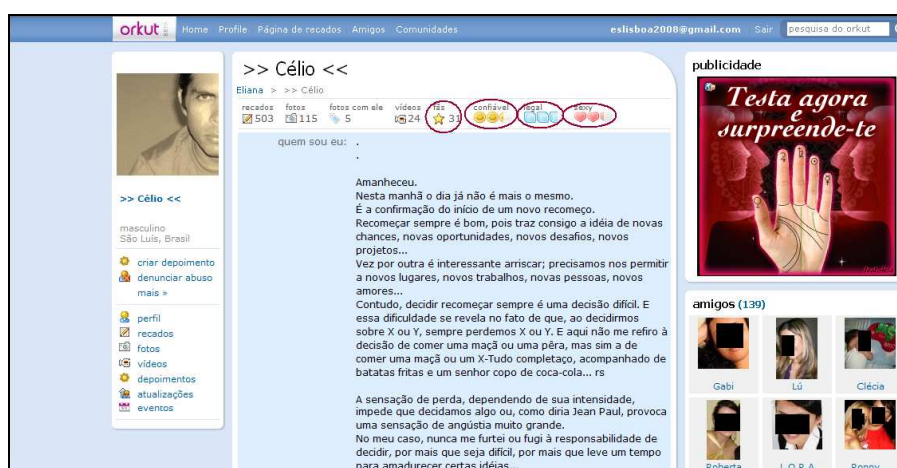 orkut Home Profile Página de recados Amigos Comunidades eslisboa2008@gmail.com Sair pesquisa do orkut
>> Célio <<
Eliana > >> Célio
recados fotos fotos com ele vídeos fãs confiável legal sexy
503 115 5 24 31
quem sou eu: .
.
Amanheceu.
Nesta manhã o dia já não é mais o mesmo.
É a confirmação do início de um novo recomeço.
Recomeçar sempre é bom, pois traz consigo a idéia de novas
chances, novas oportunidades, novos desafios, novos
projetos...
Vez por outra é interessante arriscar; precisamos nos permitir
a novos lugares, novos trabalhos, novas pessoas, novos
amores...
Contudo, decidir recomeçar sempre é uma decisão difícil. E
essa dificuldade se revela no fato de que, ao decidirmos
sobre X ou Y, sempre perdemos X ou Y. E aqui não me refiro à
decisão de comer uma maçã ou uma pêra, mas sim a de
comer uma maçã ou um X-Tudo completaço, acompanhado de
batatas fritas e um senhor copo de coca-cola... rs
A sensação de perda, dependendo de sua intensidade,
impede que decidamos algo ou, como diria Jean Paul, provoca
uma sensação de angústia muito grande.
No meu caso, nunca me furtei ou fugi à responsabilidade de
decidir, por mais que seja difícil, por mais que leve um tempo
para amadurecer certas idéias...
>> Célio <<
masculino
São Luís, Brasil
criar depoimento
denunciar abuso
mais »
perfil
recados
fotos
vídeos
depoimentos
atualizações
eventos
publicidade
Testa agora
e
surpreende-te
amigos (139)
Gabi Lú Clécia
Roberta L O R A Ronny